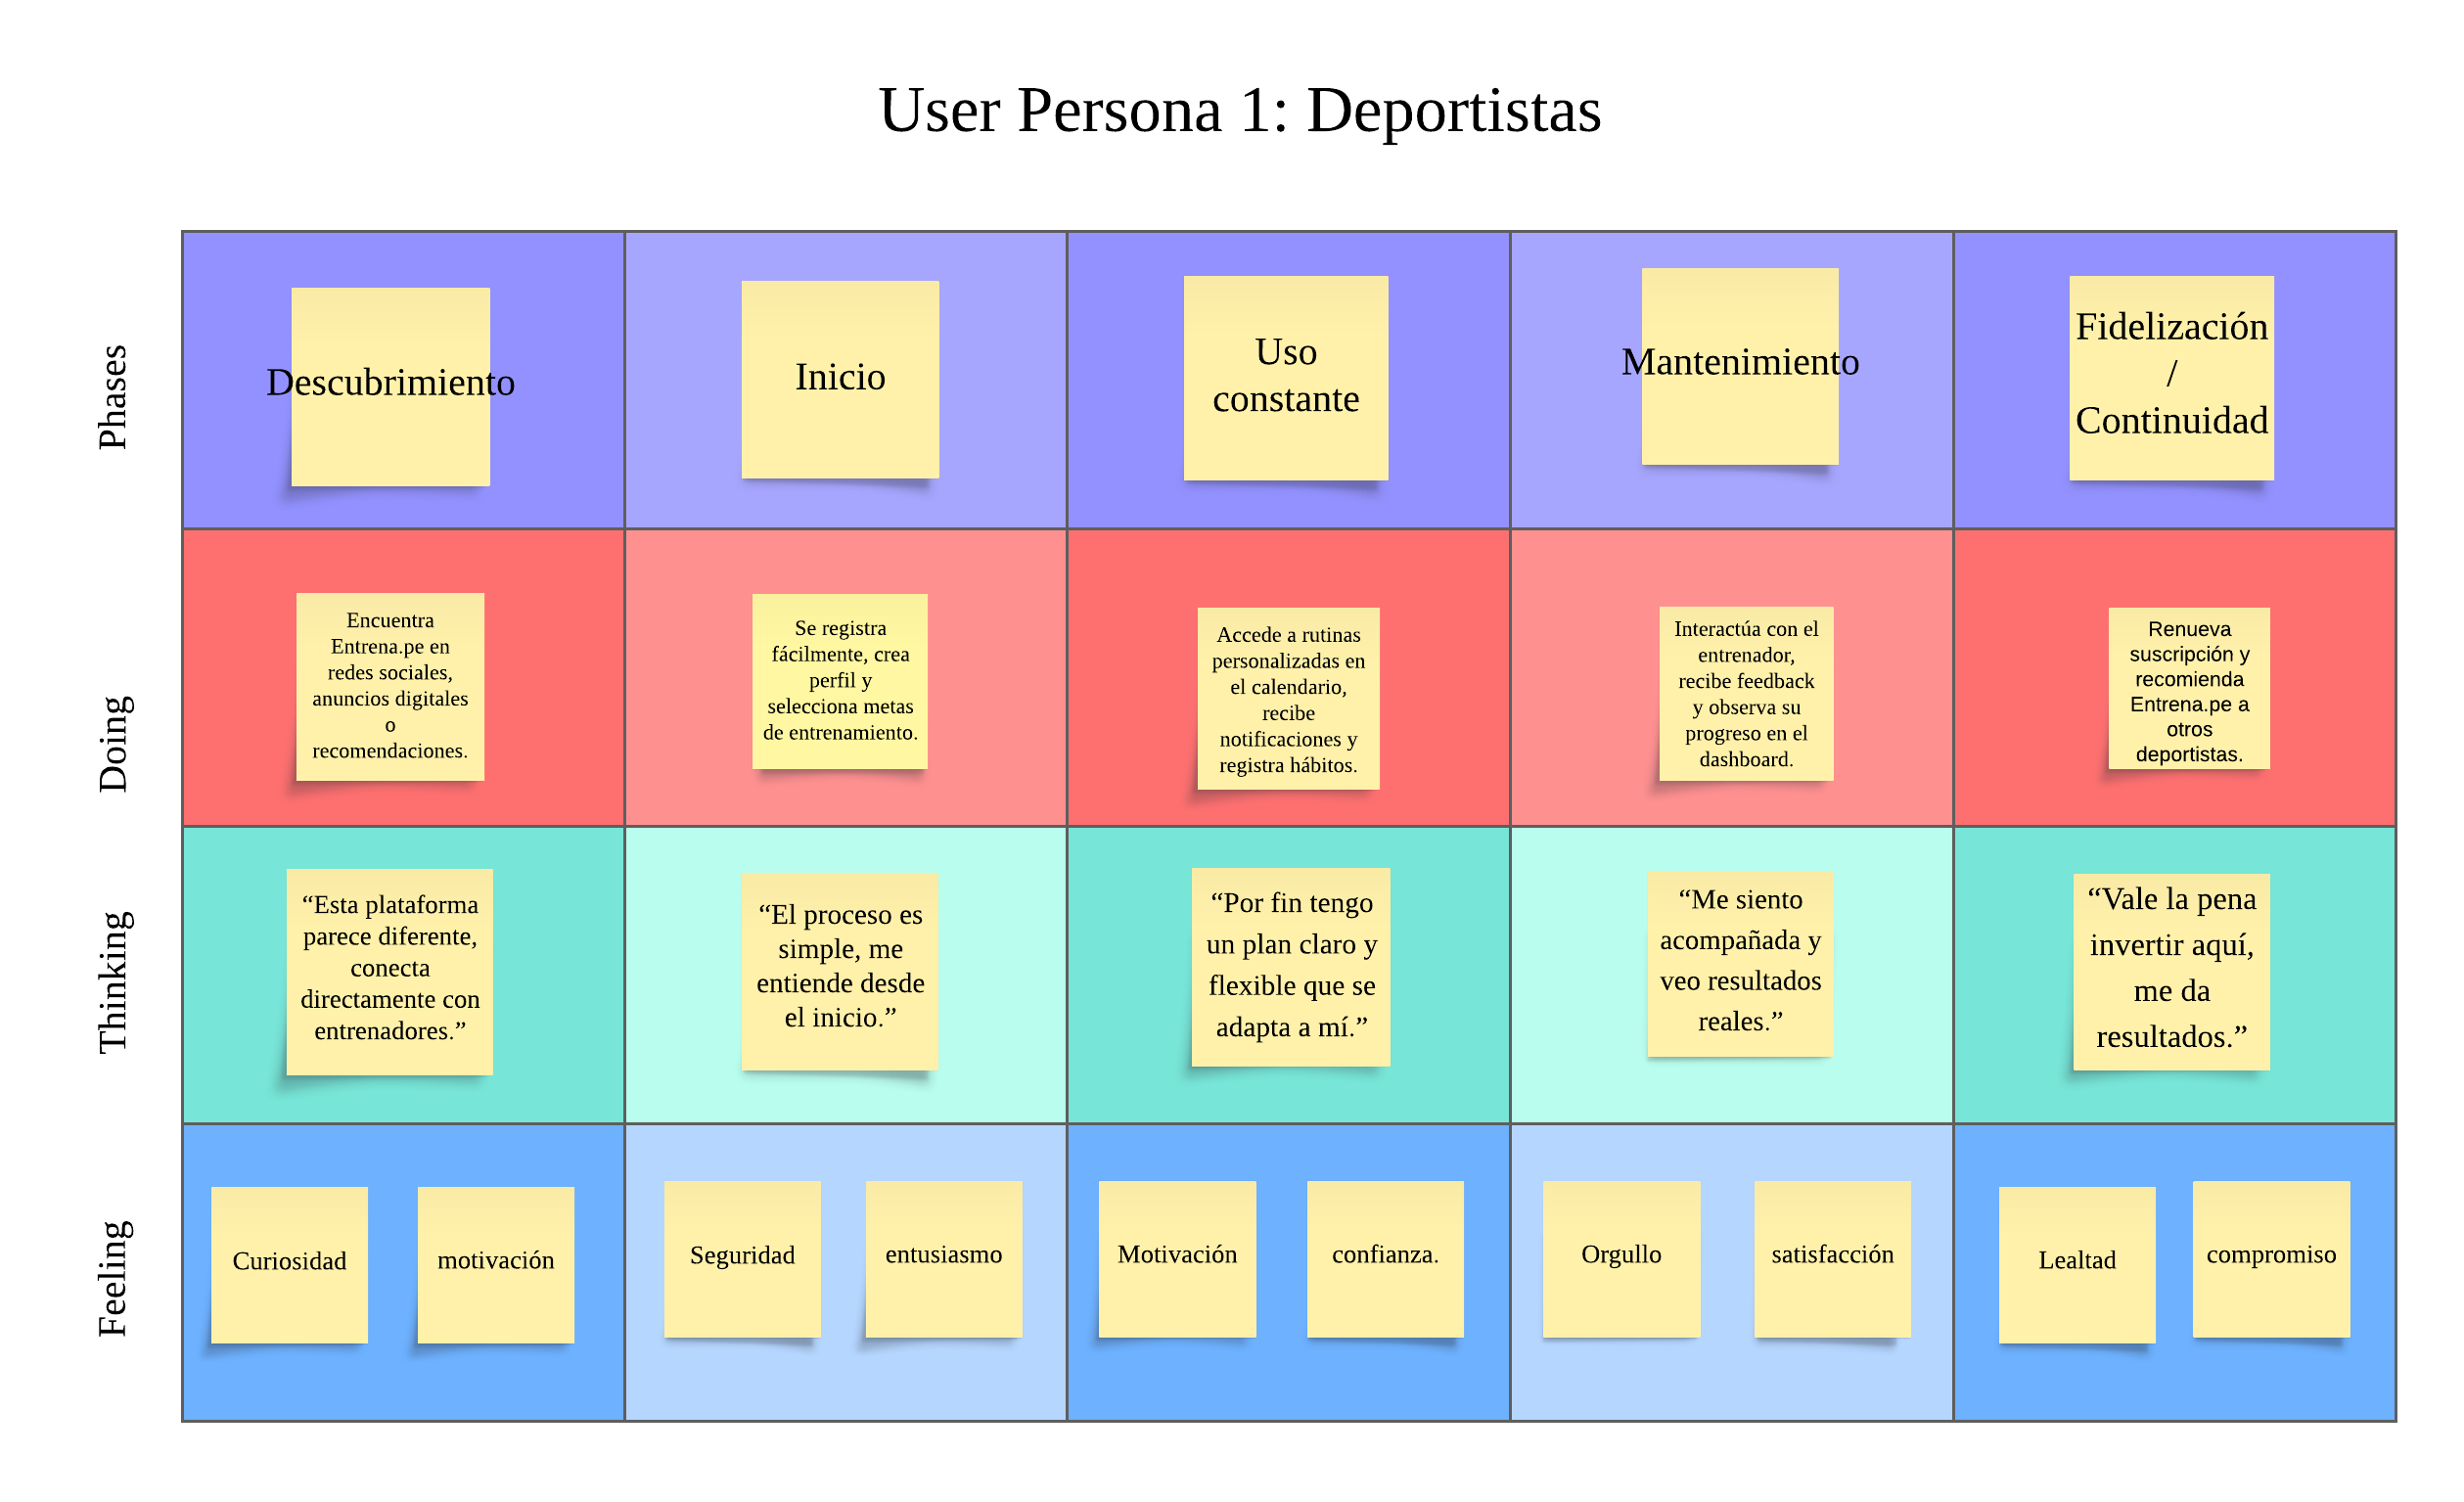 User Persona 1: Deportistas
Phases
Descubrimiento
Inicio
Uso
constante
Mantenimiento
Fidelización
/
Continuidad
Doing
Encuentra
Entrena.pe en
redes sociales,
anuncios digitales
o
recomendaciones.
Se registra
fácilmente, crea
perfil y
selecciona metas
de entrenamiento.
Accede a rutinas
personalizadas en
el calendario,
recibe
notificaciones y
registra hábitos.
Interactúa con el
entrenador,
recibe feedback
y observa su
progreso en el
dashboard.
Renueva
suscripción y
recomienda
Entrena.pe a
otros
deportistas.
Thinking
“Esta plataforma
parece diferente,
conecta
directamente con
entrenadores.”
“El proceso es
simple, me
entiende desde
el inicio.”
“Por fin tengo
un plan claro y
flexible que se
adapta a mí.”
“Me siento
acompañada y
veo resultados
reales.”
“Vale la pena
invertir aquí,
me da
resultados.”
Feeling
Curiosidad
motivación
Seguridad
entusiasmo
Motivación
confianza.
Orgullo
satisfacción
Lealtad
compromiso